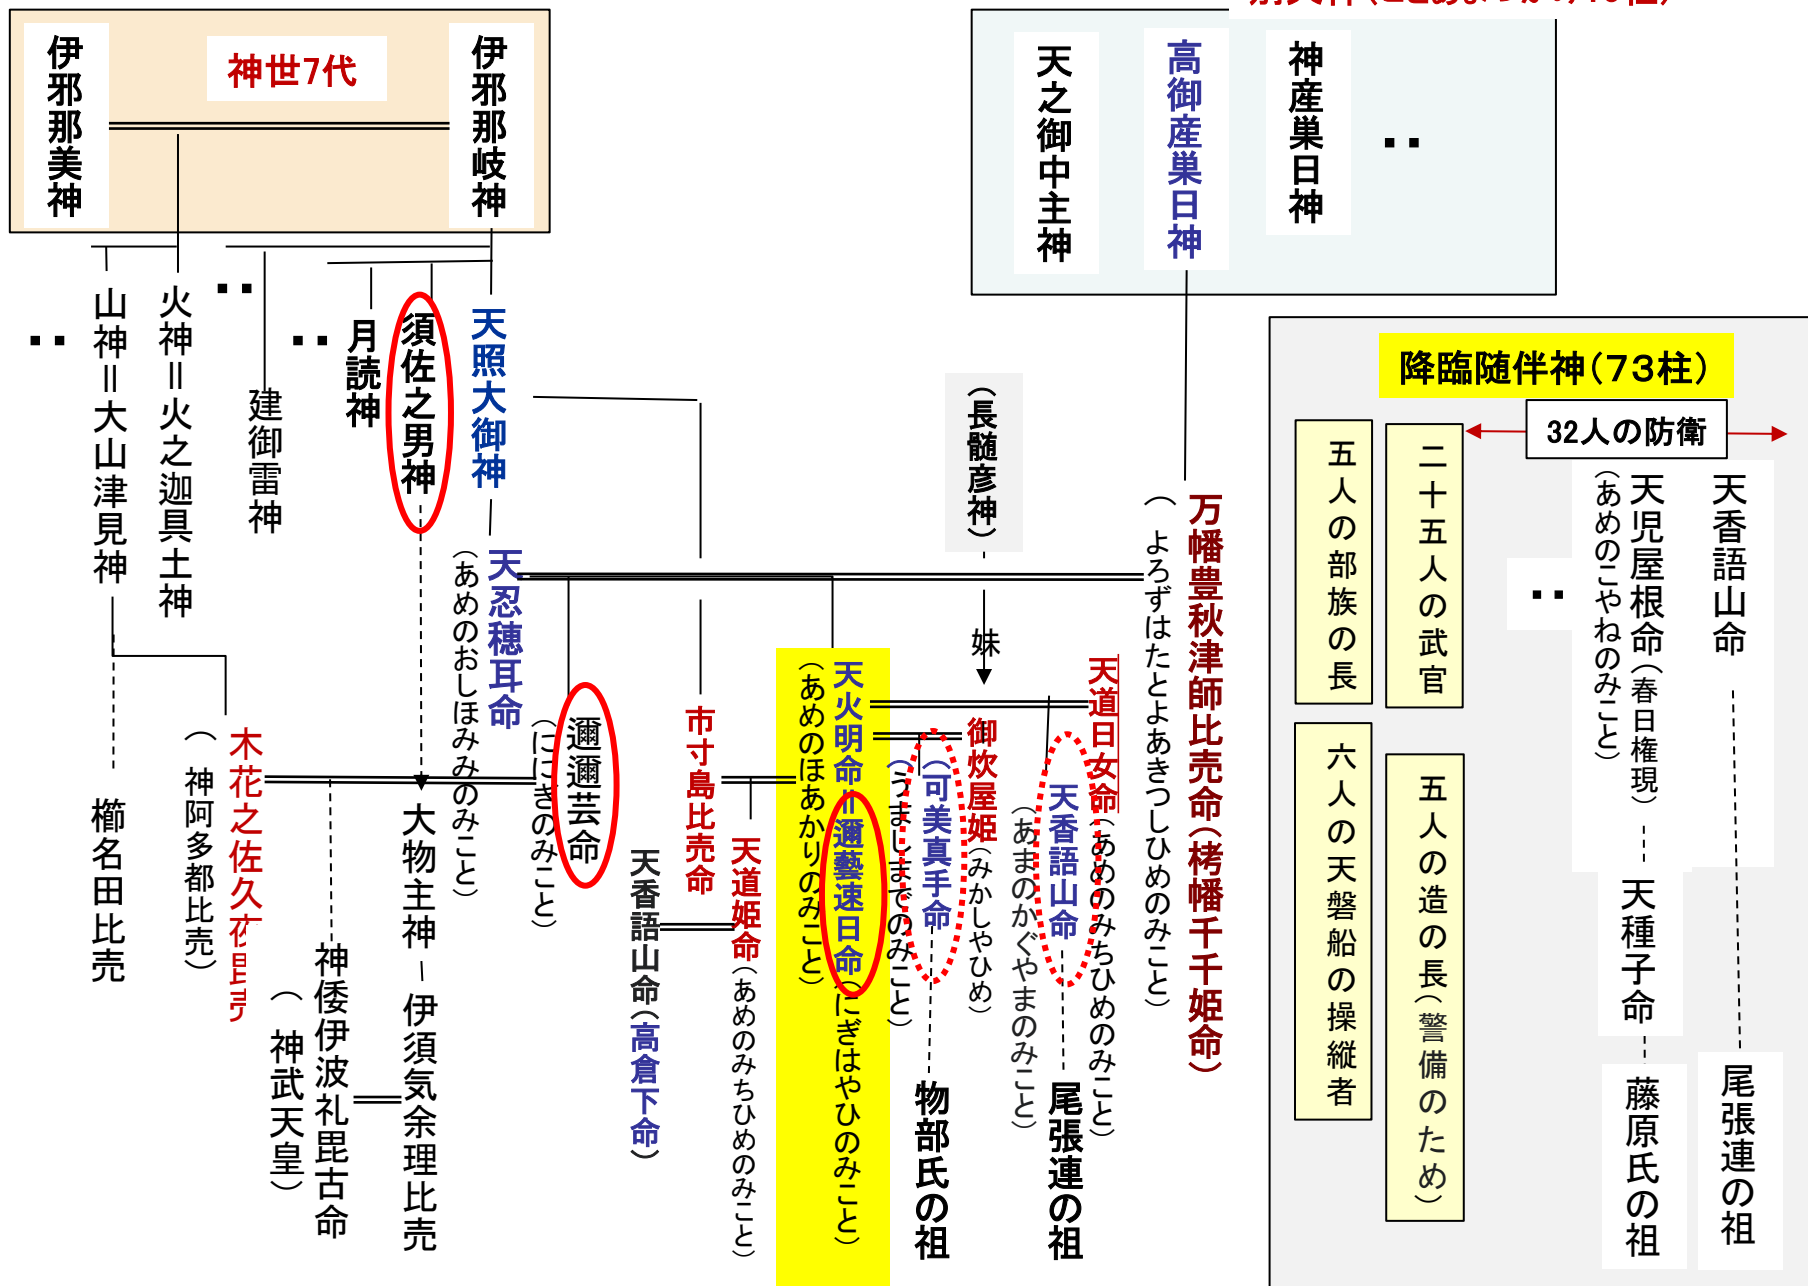 伊邪那美神
神世7代
伊邪那岐神
天之御中主神
高御産巣日神
神産巣日神
‥
‥
山神＝大山津見神
火神＝火之迦具土神
‥
建御雷神
‥
月読神
須佐之男神
天照大御神
天忍穂耳命
(あめのおしほみみのみこと)
(長髄彦神)
妹
万幡豊秋津師比売命(栲幡千千姫命)
( よろずはたとよあきつしひめのみこと)
櫛名田比売
木花之佐久夜毘売
( 神阿多都比売)
神倭伊波礼毘古命
( 神武天皇)
大物主神
伊須気余理比売
邇邇芸命
(ににぎのみこと)
市寸島比売命
天道姫命(あめのみちひめのみこと)
天香語山命(高倉下命)
天火明命＝邇藝速日命(にぎはやひのみこと)
(あめのほあかりのみこと)
(可美真手命
(うましまでのみこと)
御炊屋姫(みかしやひめ)
天道日女命(あめのみちひめのみこと)
天香語山命
(あまのかぐやまのみこと)
物部氏の祖
尾張連の祖
降臨随伴神(７３柱)
32人の防衛
五人の部族の長
二十五人の武官
六人の天磐船の操縦者
五人の造の長(警備のため)
‥
天児屋根命(春日権現)
(あめのこやねのみこと)
天種子命
藤原氏の祖
天香語山命
尾張連の祖